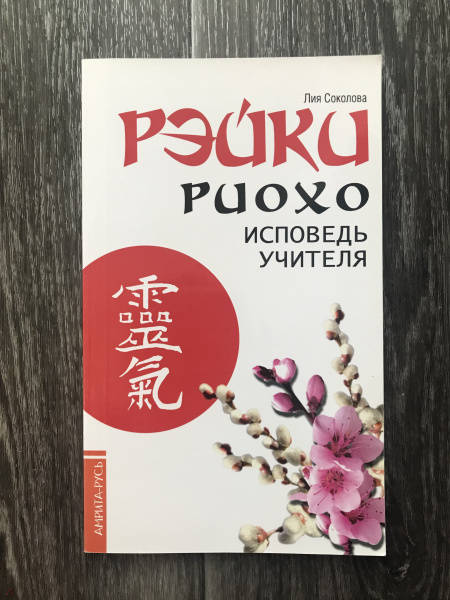 Лия Соколова
РЭЙКИ
РИОХО
ИСПОВЕДЬ
УЧИТЕЛЯ
靈
氣
АМРИТА-РУСЬ